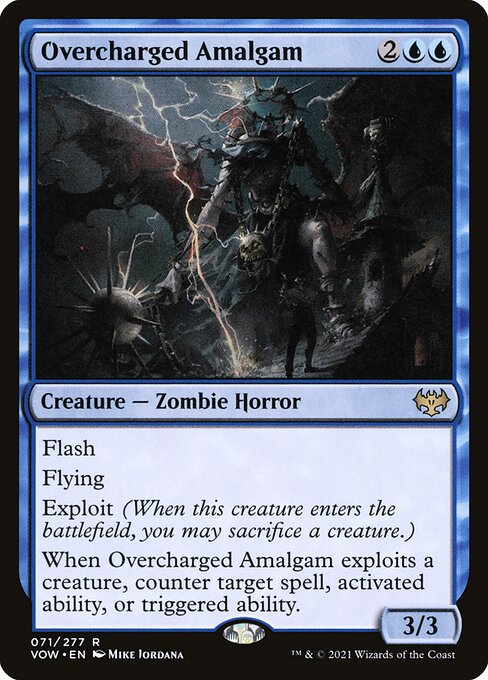 Overcharged Amalgam 2
Creature — Zombie Horror
Flash
Flying
Exploit (When this creature enters the
battlefield, you may sacrifice a creature.)
When Overcharged Amalgam exploits a
creature, counter target spell, activated
ability, or triggered ability.
3/3
071/277 R
VOW • EN Mike Jordana
™ & © 2021 Wizards of the Coast